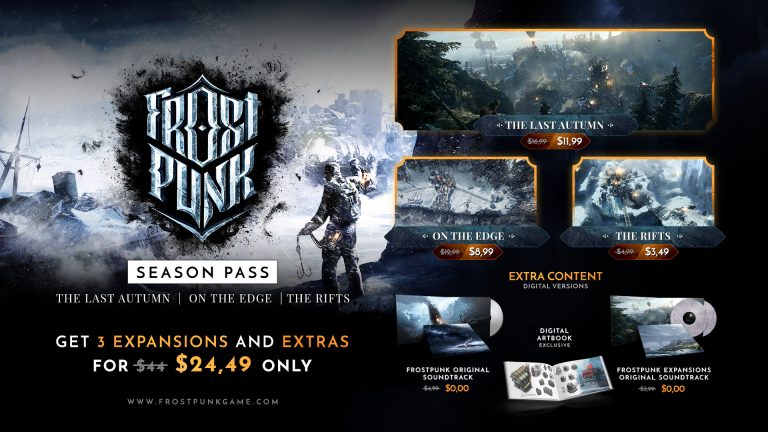 FROST
PUNK
SEASON PASS
THE LAST AUTUMN | ON THE EDGE | THE RIFTS
GET 3 EXPANSIONS AND EXTRAS
FOR $44 $24,49 ONLY
WWW.FROSTPUNKGAME.COM
THE LAST AUTUMN
$16,99 $11,99
ON THE EDGE
$12,99 $8,99
THE RIFTS
$4,99 $3,49
EXTRA CONTENT
DIGITAL VERSIONS
DIGITAL
ARTBOOK
EXCLUSIVE
FROSTPUNK ORIGINAL
SOUNDTRACK
$4,99 $0,00
FROSTPUNK EXPANSIONS
ORIGINAL SOUNDTRACK
$3,99 $0,00